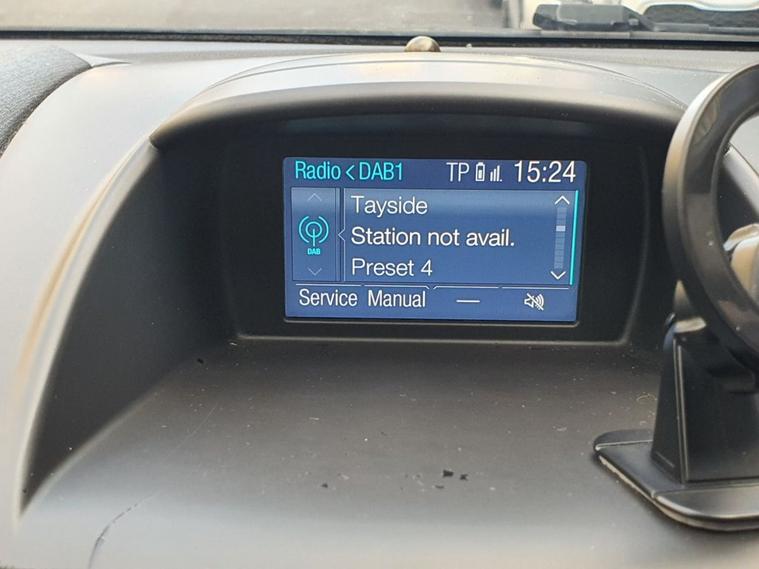 Radio < DAB1 TP 15:24
Tayside
DAB
Station not avail.
Preset 4
Service Manual —